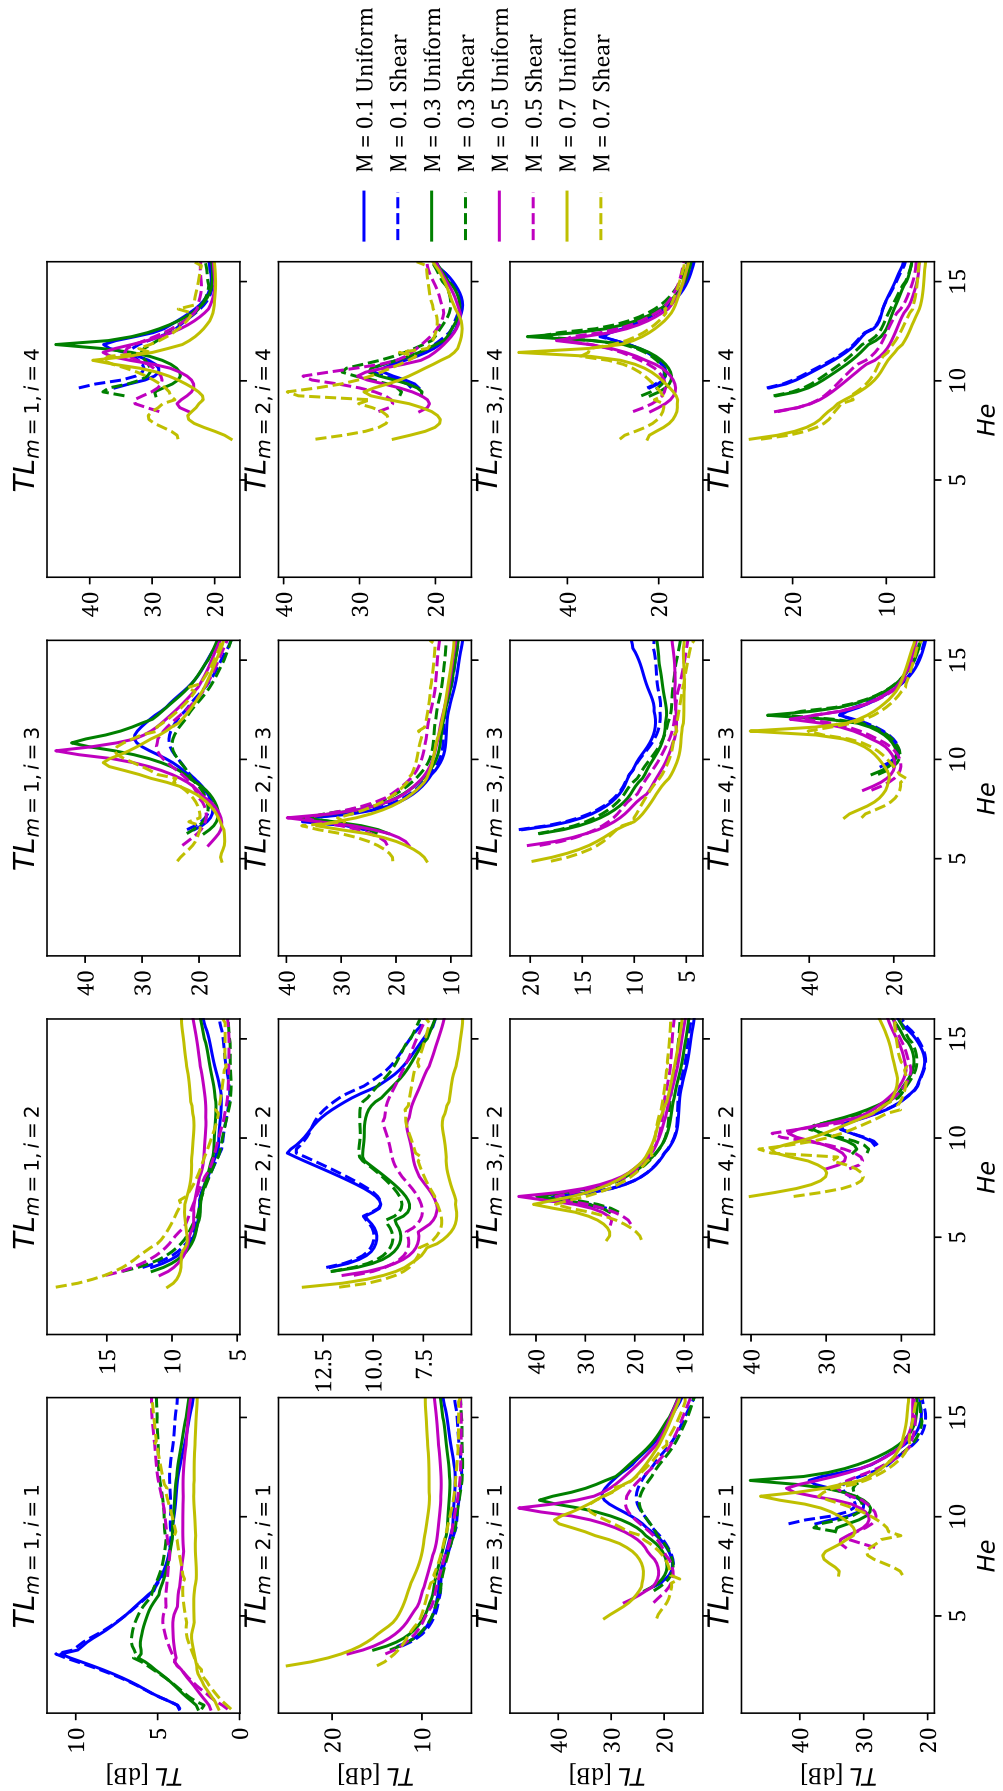 TL_{m=1, i=1}
TL [dB]
10
5
0
TL_{m=1, i=2}
15
10
5
TL_{m=1, i=3}
40
30
20
TL_{m=1, i=4}
40
30
20
TL_{m=2, i=1}
TL [dB]
20
10
TL_{m=2, i=2}
12.5
10.0
7.5
TL_{m=2, i=3}
40
30
20
10
TL_{m=2, i=4}
40
30
20
TL_{m=3, i=1}
TL [dB]
50
40
30
20
TL_{m=3, i=2}
40
30
20
10
TL_{m=3, i=3}
20
15
10
5
TL_{m=3, i=4}
40
20
TL_{m=4, i=1}
TL [dB]
40
30
20
TL_{m=4, i=2}
30
20
TL_{m=4, i=3}
40
20
TL_{m=4, i=4}
20
10
5 10 15
5 10 15
5 10 15
5 10 15
He
He
He
He
M = 0.1 Uniform
M = 0.1 Shear
M = 0.3 Uniform
M = 0.3 Shear
M = 0.5 Uniform
M = 0.5 Shear
M = 0.7 Uniform
M = 0.7 Shear